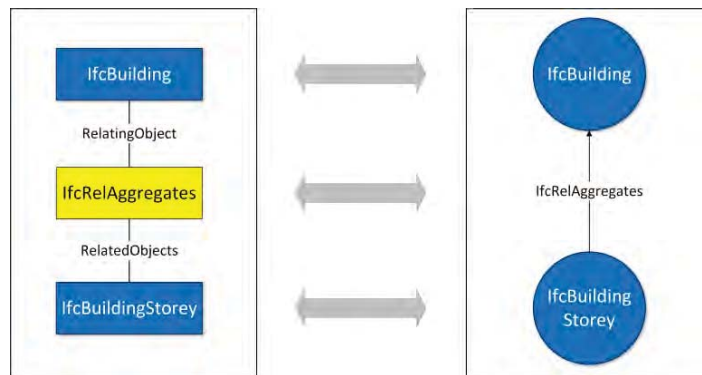 IfcBuilding
RelatingObject
IfcRelAggregates
RelatedObjects
IfcBuildingStorey
IfcBuilding
IfcRelAggregates
IfcBuilding
Storey